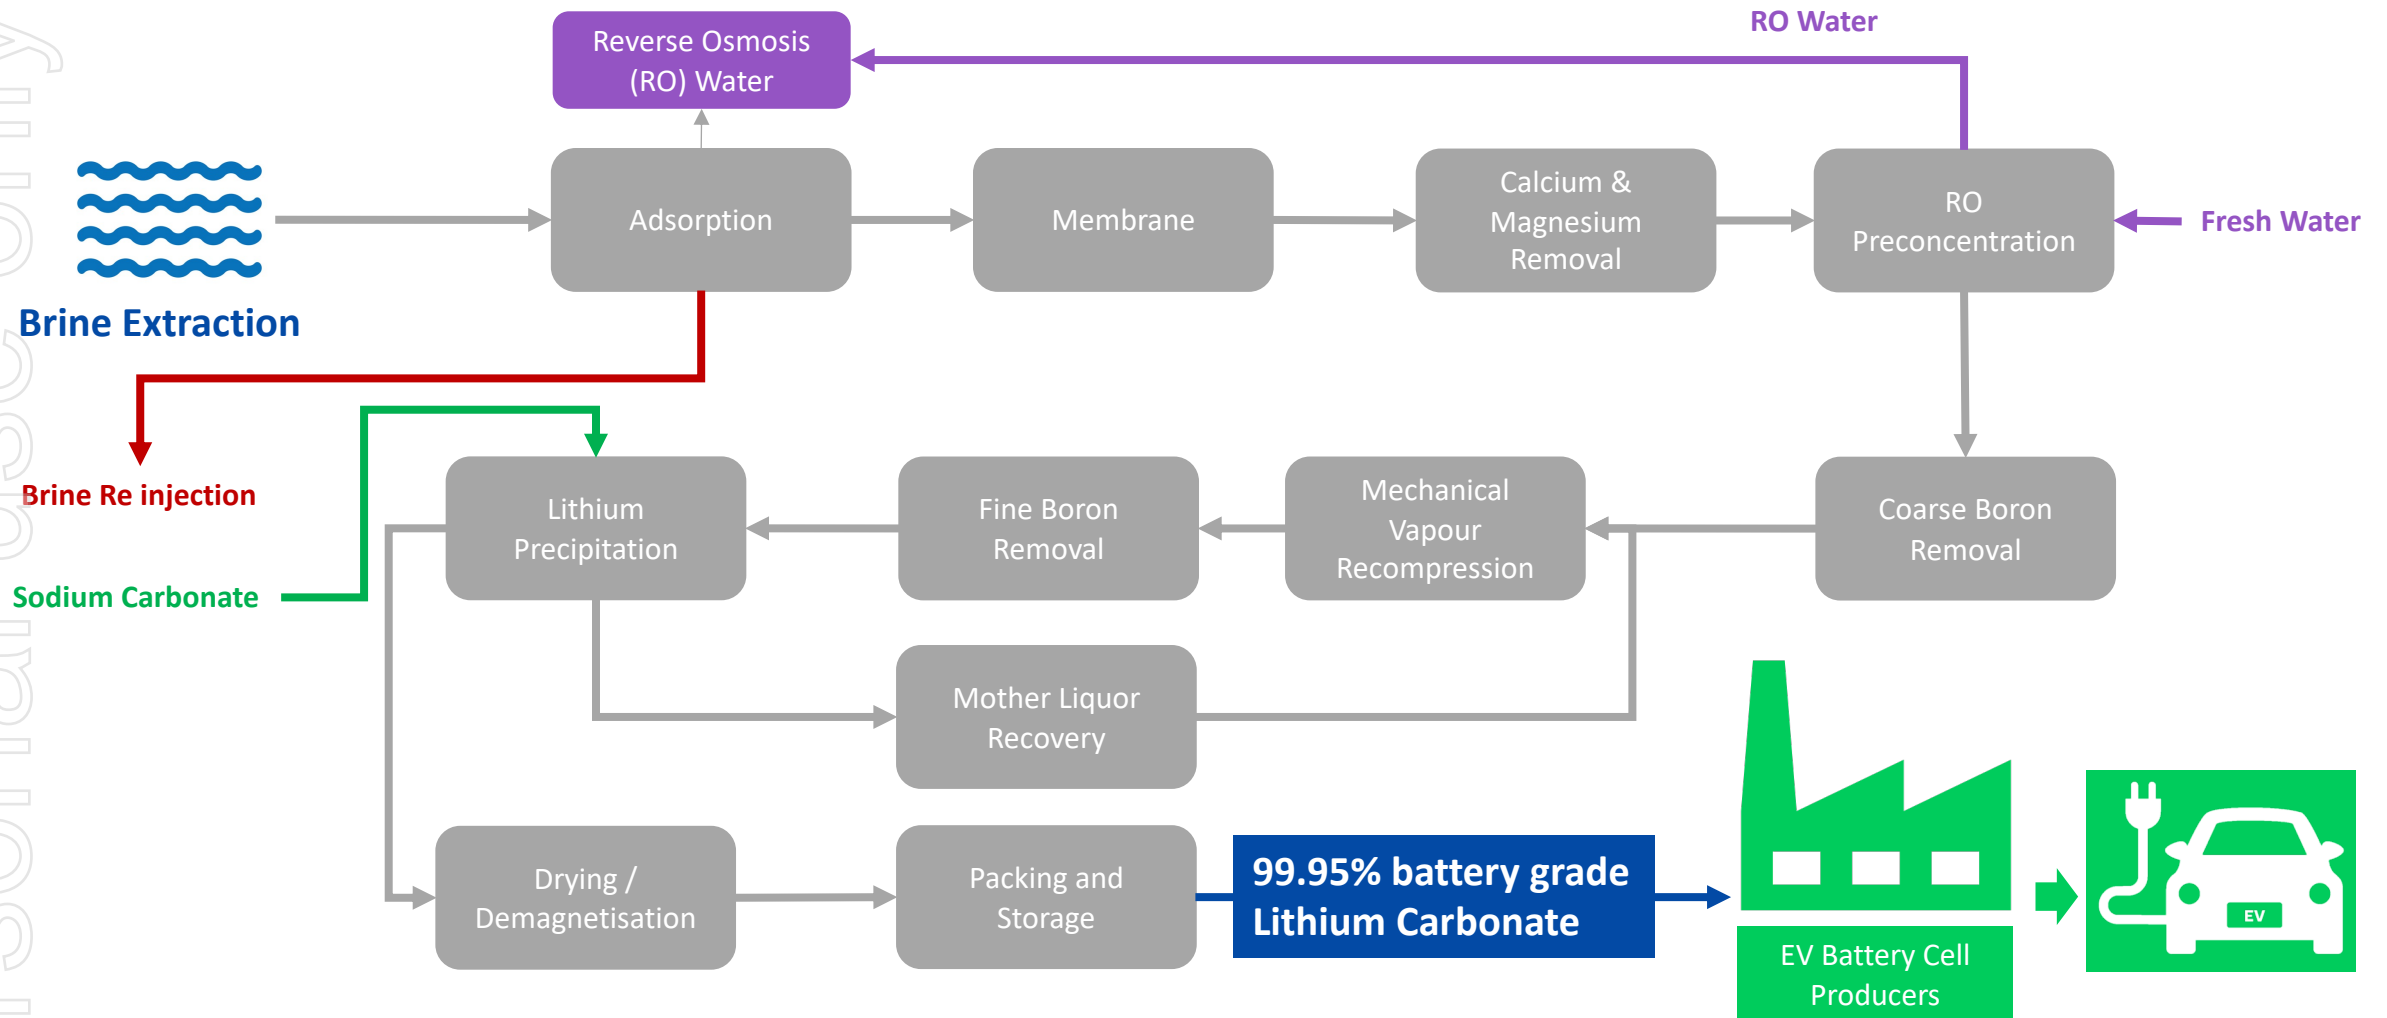 RO Water
Reverse Osmosis
(RO) Water
Adsorption
Membrane
Calcium &
Magnesium
Removal
RO
Preconcentration
Fresh Water
Brine Extraction
Brine Re injection
Sodium Carbonate
Lithium
Precipitation
Fine Boron
Removal
Mechanical
Vapour
Recompression
Coarse Boron
Removal
Mother Liquor
Recovery
Drying /
Demagnetisation
Packing and
Storage
99.95% battery grade
Lithium Carbonate
EV Battery Cell
Producers
EV